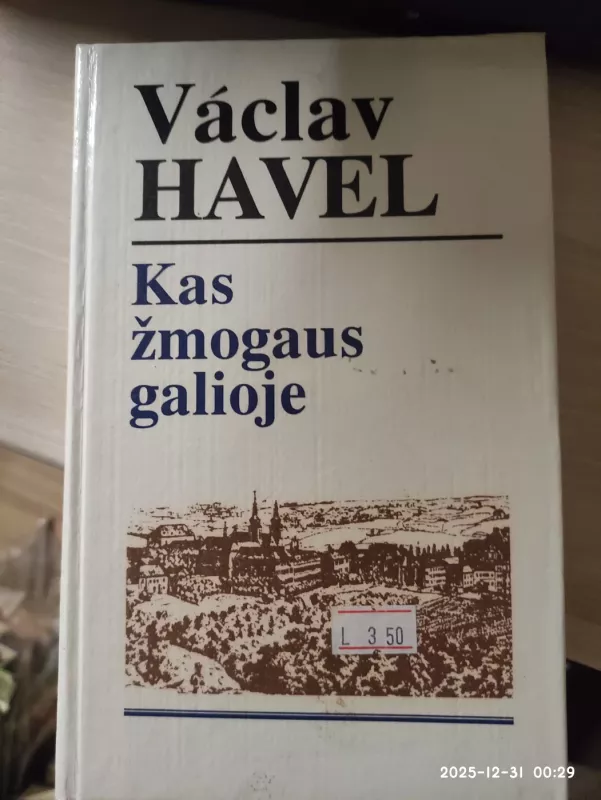 Václav
HAVEL
Kas
žmogaus
galioje
L 3 50
2025-12-31 00:29